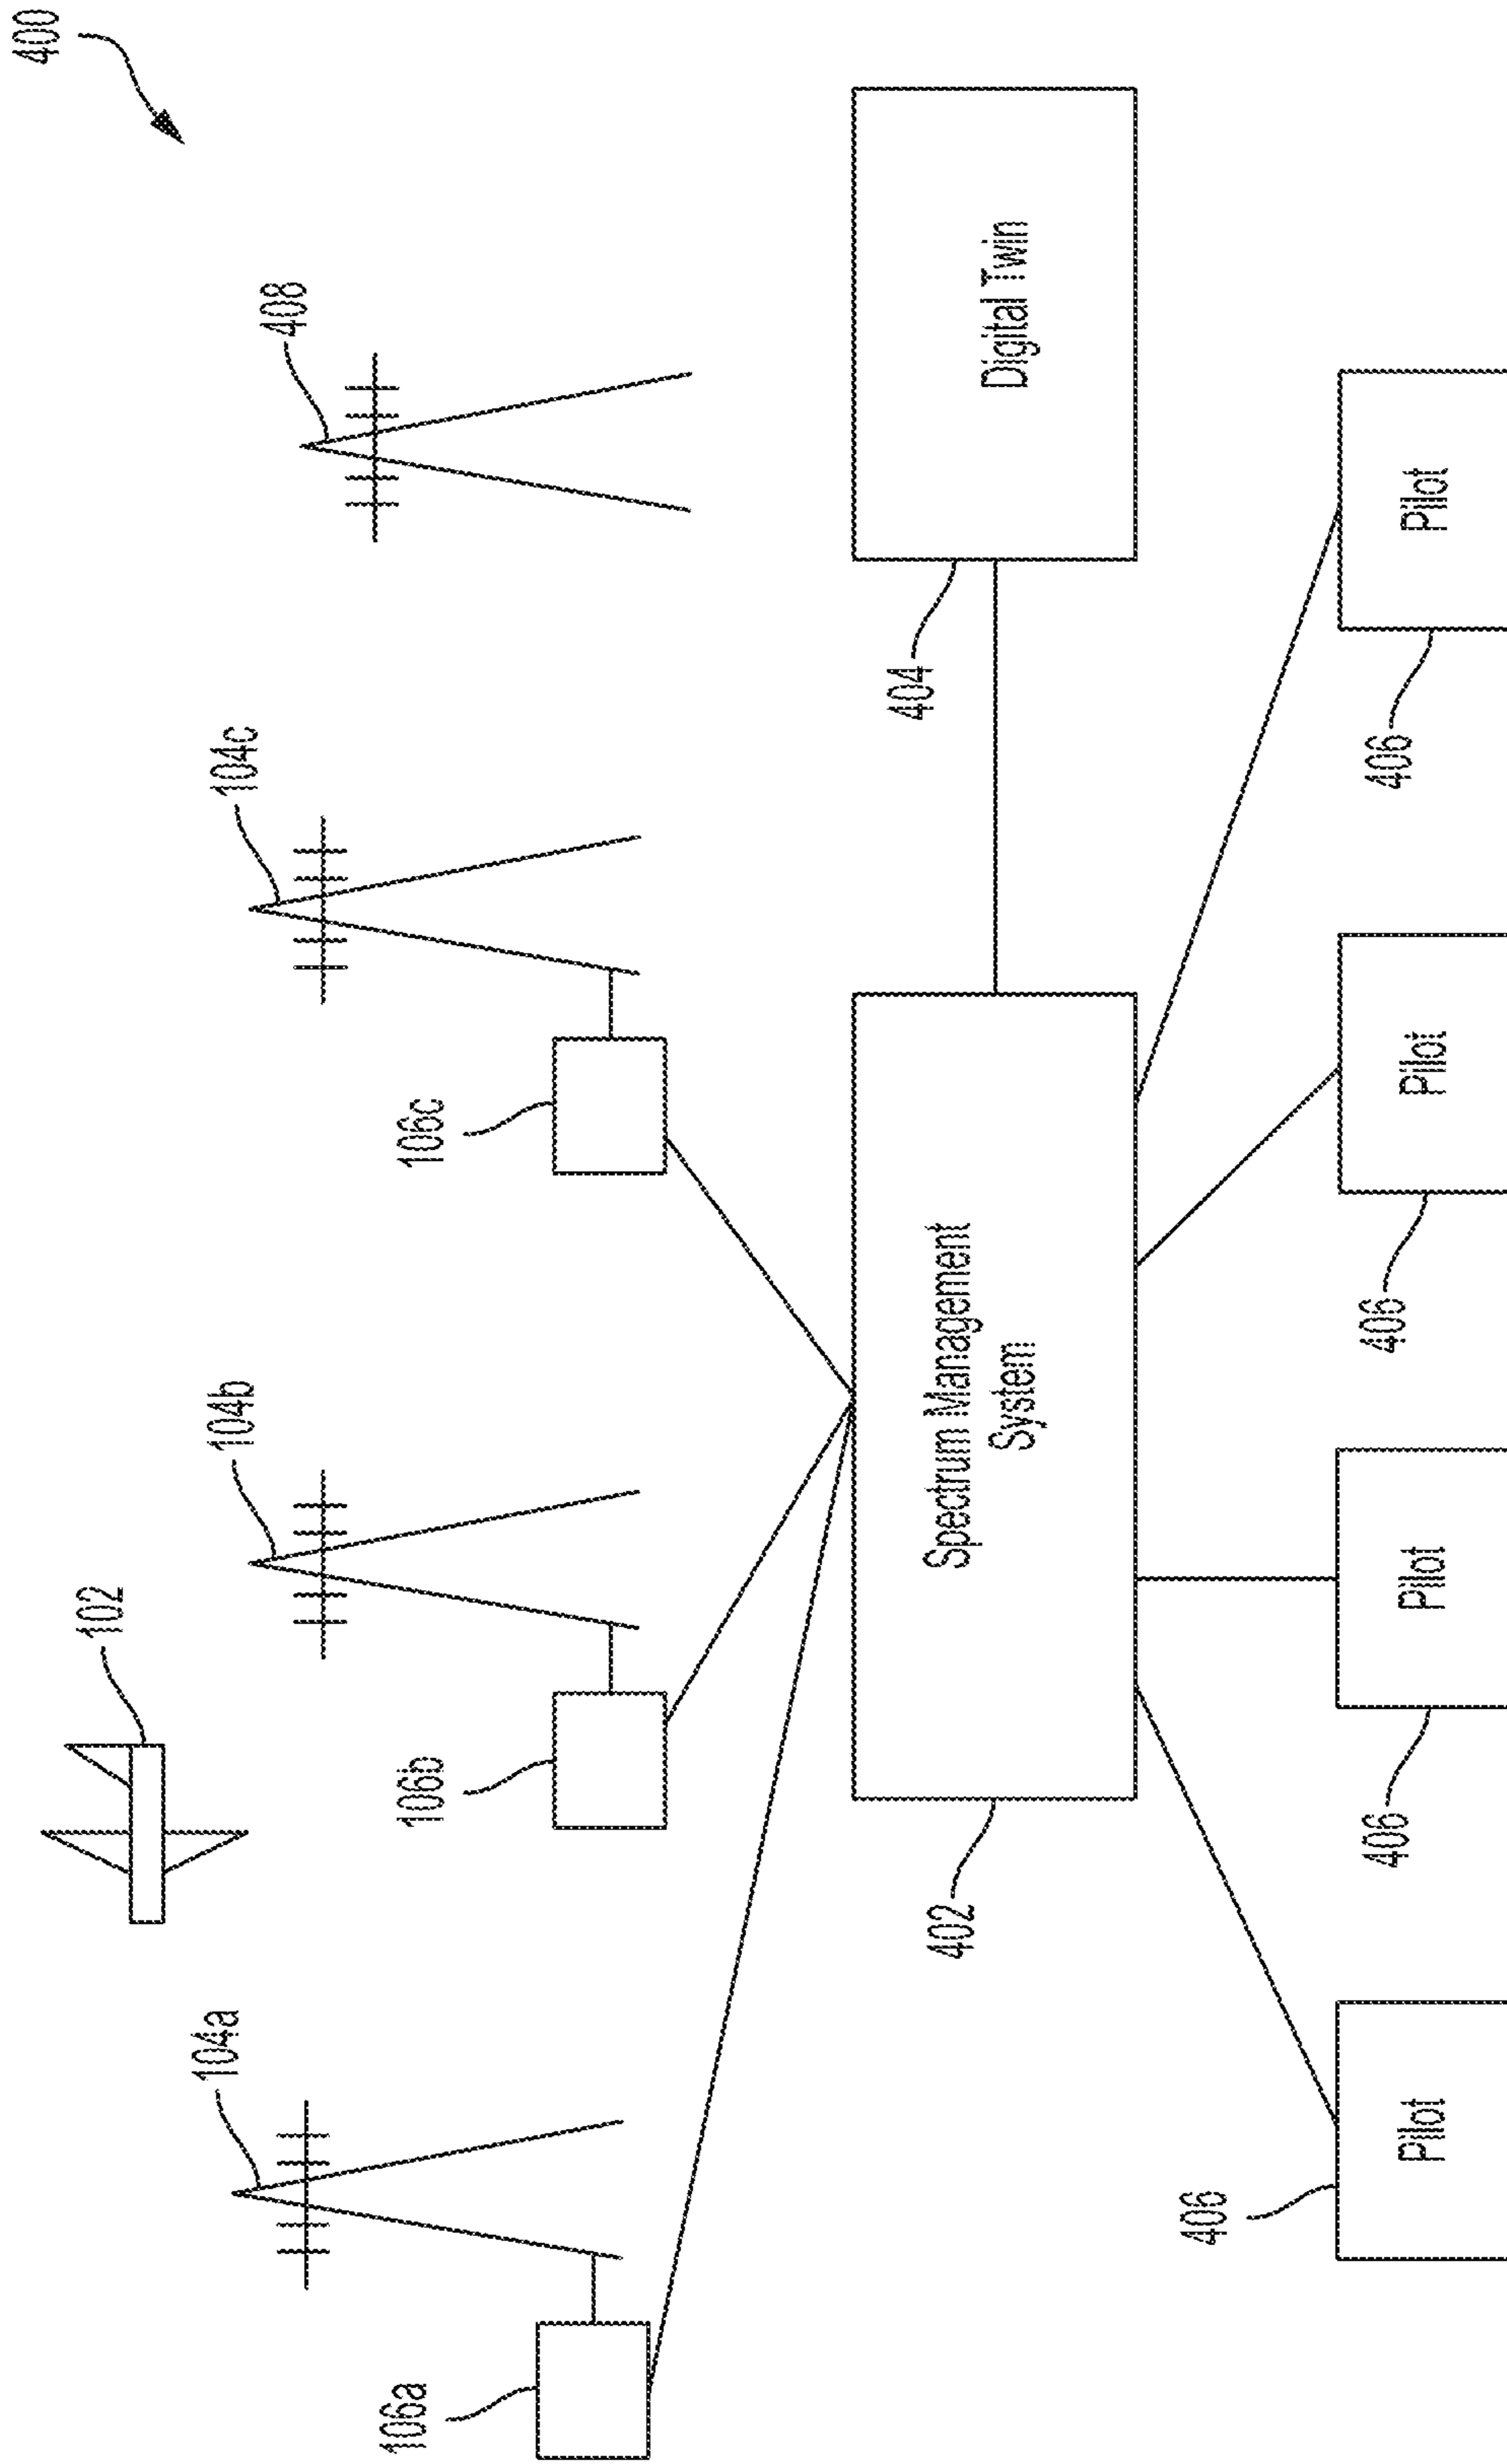 400
102
104a
104b
104c
408
106a
106b
106c
404
Digital Twin
Spectrum Management
System
402
406
Pilot
406
Pilot
406
Pilot
406
Pilot